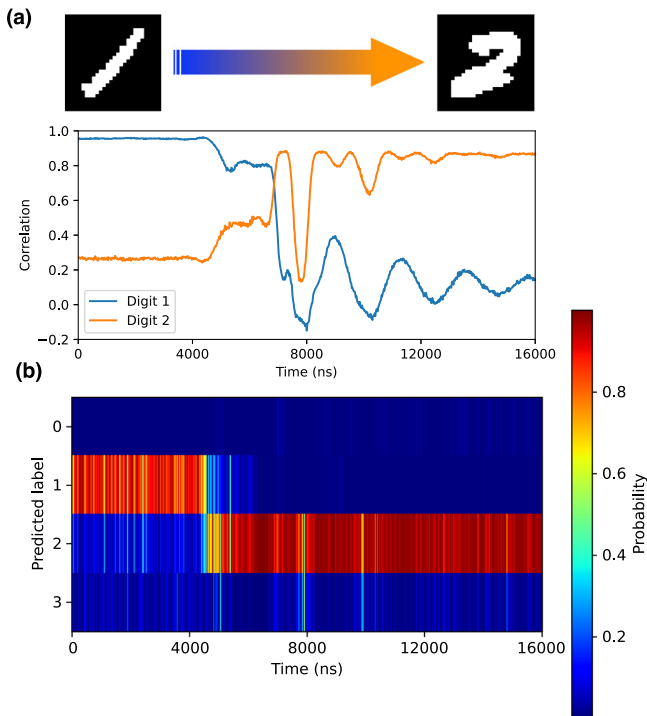 (a)
1.0
0.8
0.6
0.4
0.2
0.0
−0.2
Correlation
Digit 1
Digit 2
0 4000 8000 12000 16000
Time (ns)
(b)
0
1
2
3
Predicted label
0 4000 8000 12000 16000
Time (ns)
0.8
0.6
0.4
0.2
Probability